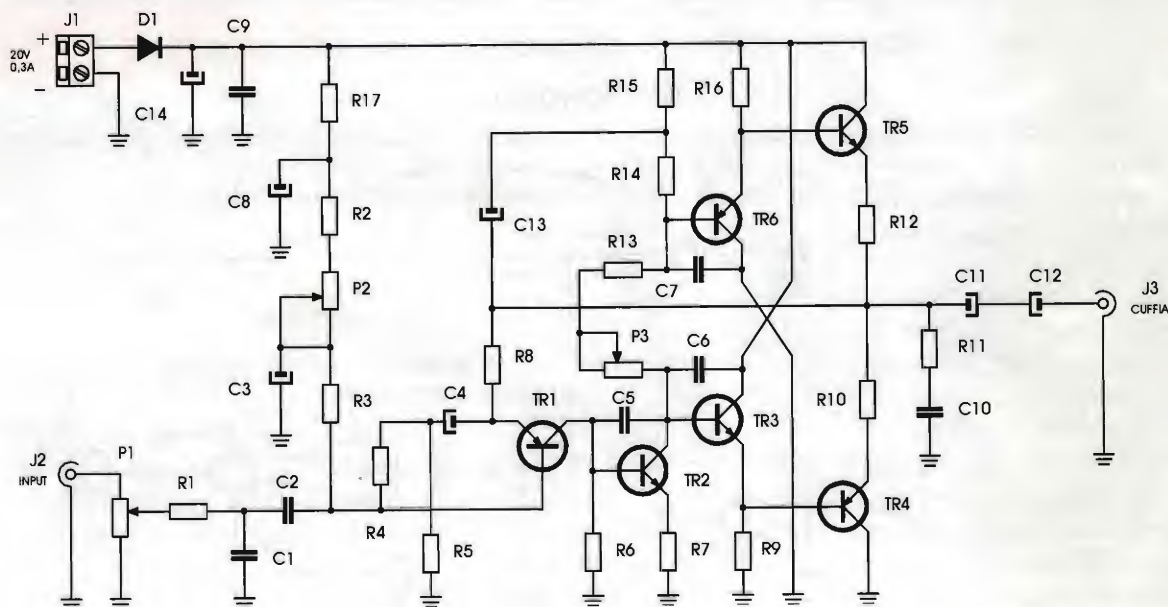 J1
D1
C9
+
20V
0,3A
−
C14
R17
R15
R16
TR5
C8
R2
C13
R14
TR6
R12
R13
C7
P2
C11
C12
J3
CUFFIA
P3
C6
R8
R11
C3
R3
C4
TR1
C5
R10
C10
TR3
J2
INPUT
P1
R1
C2
TR2
TR4
R4
C1
R5
R6
R7
R9